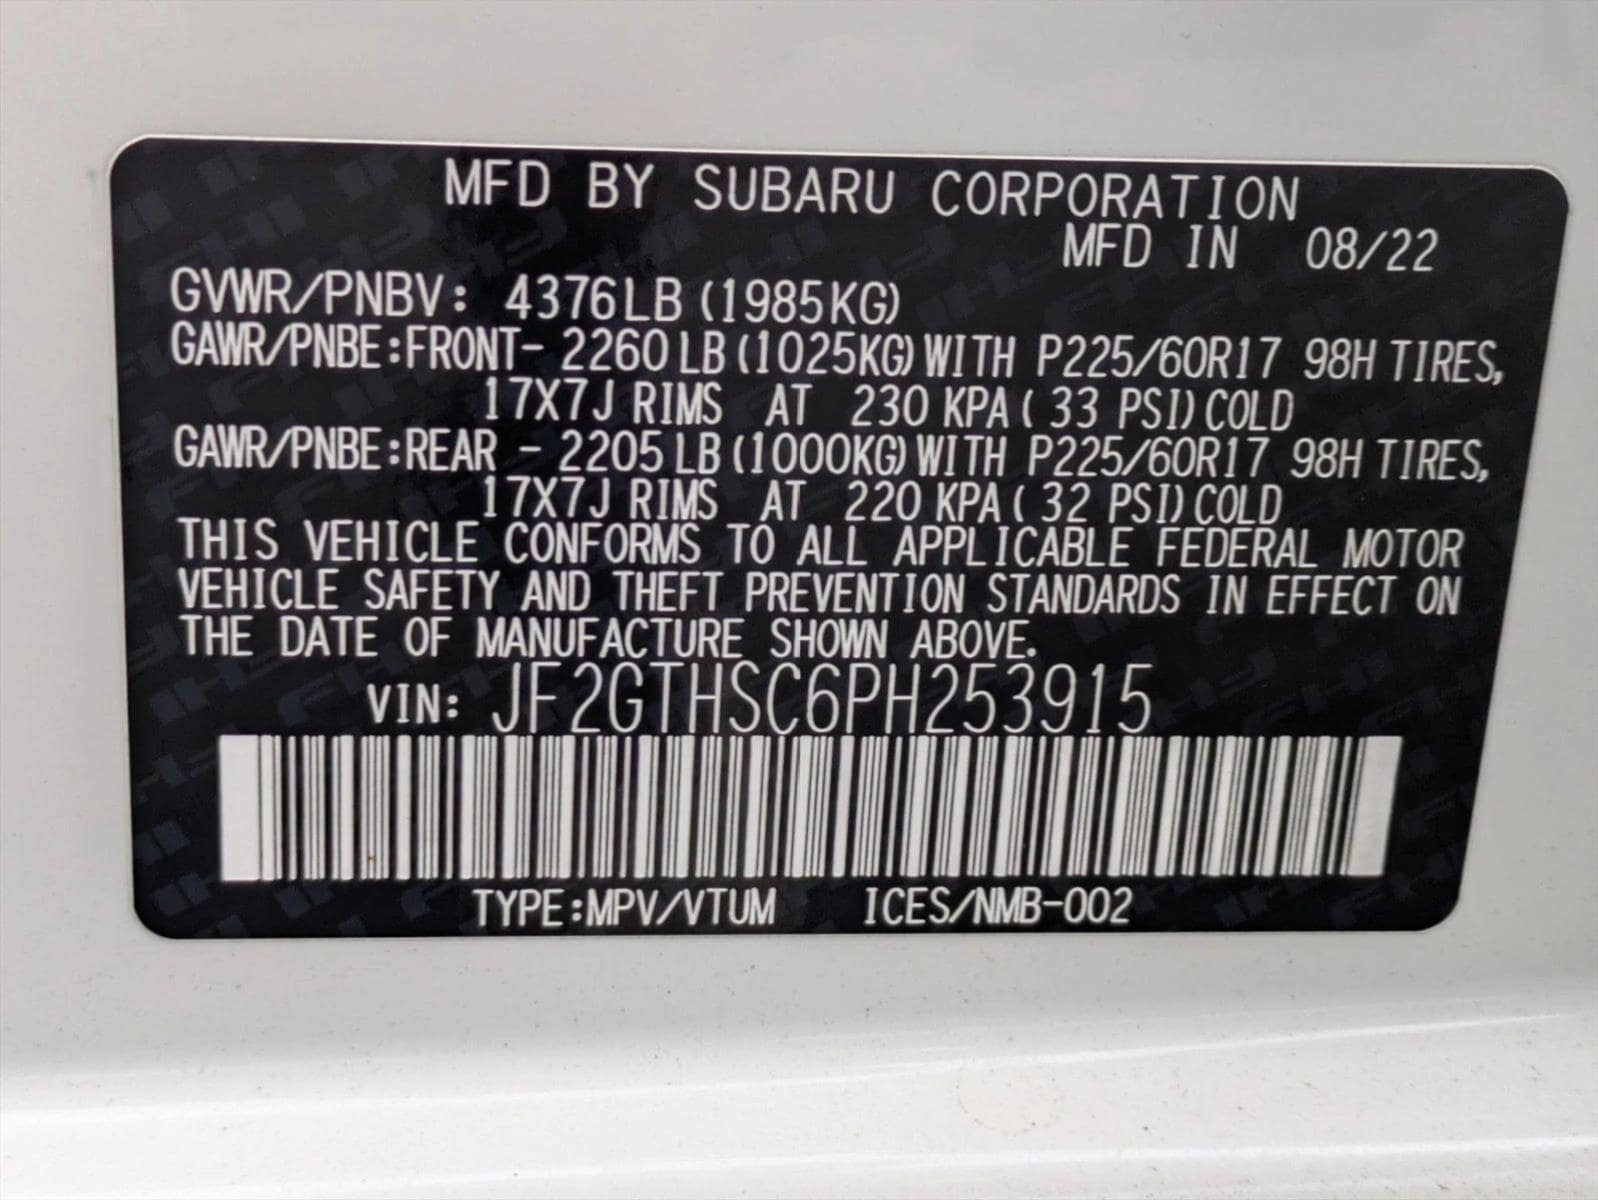 MFD BY SUBARU CORPORATION
MFD IN 08/22
GVWR/PNBV: 4376LB (1985KG)
GAWR/PNBE:FRONT- 2260 LB (1025KG) WITH P225/60R17 98H TIRES,
17X7J RIMS AT 230 KPA ( 33 PSI) COLD
GAWR/PNBE:REAR - 2205 LB (1000KG) WITH P225/60R17 98H TIRES,
17X7J RIMS AT 220 KPA ( 32 PSI) COLD
THIS VEHICLE CONFORMS TO ALL APPLICABLE FEDERAL MOTOR
VEHICLE SAFETY AND THEFT PREVENTION STANDARDS IN EFFECT ON
THE DATE OF MANUFACTURE SHOWN ABOVE.
VIN: JF2GTHSC6PH253915
TYPE:MPV/VTUM ICES/NMB-002